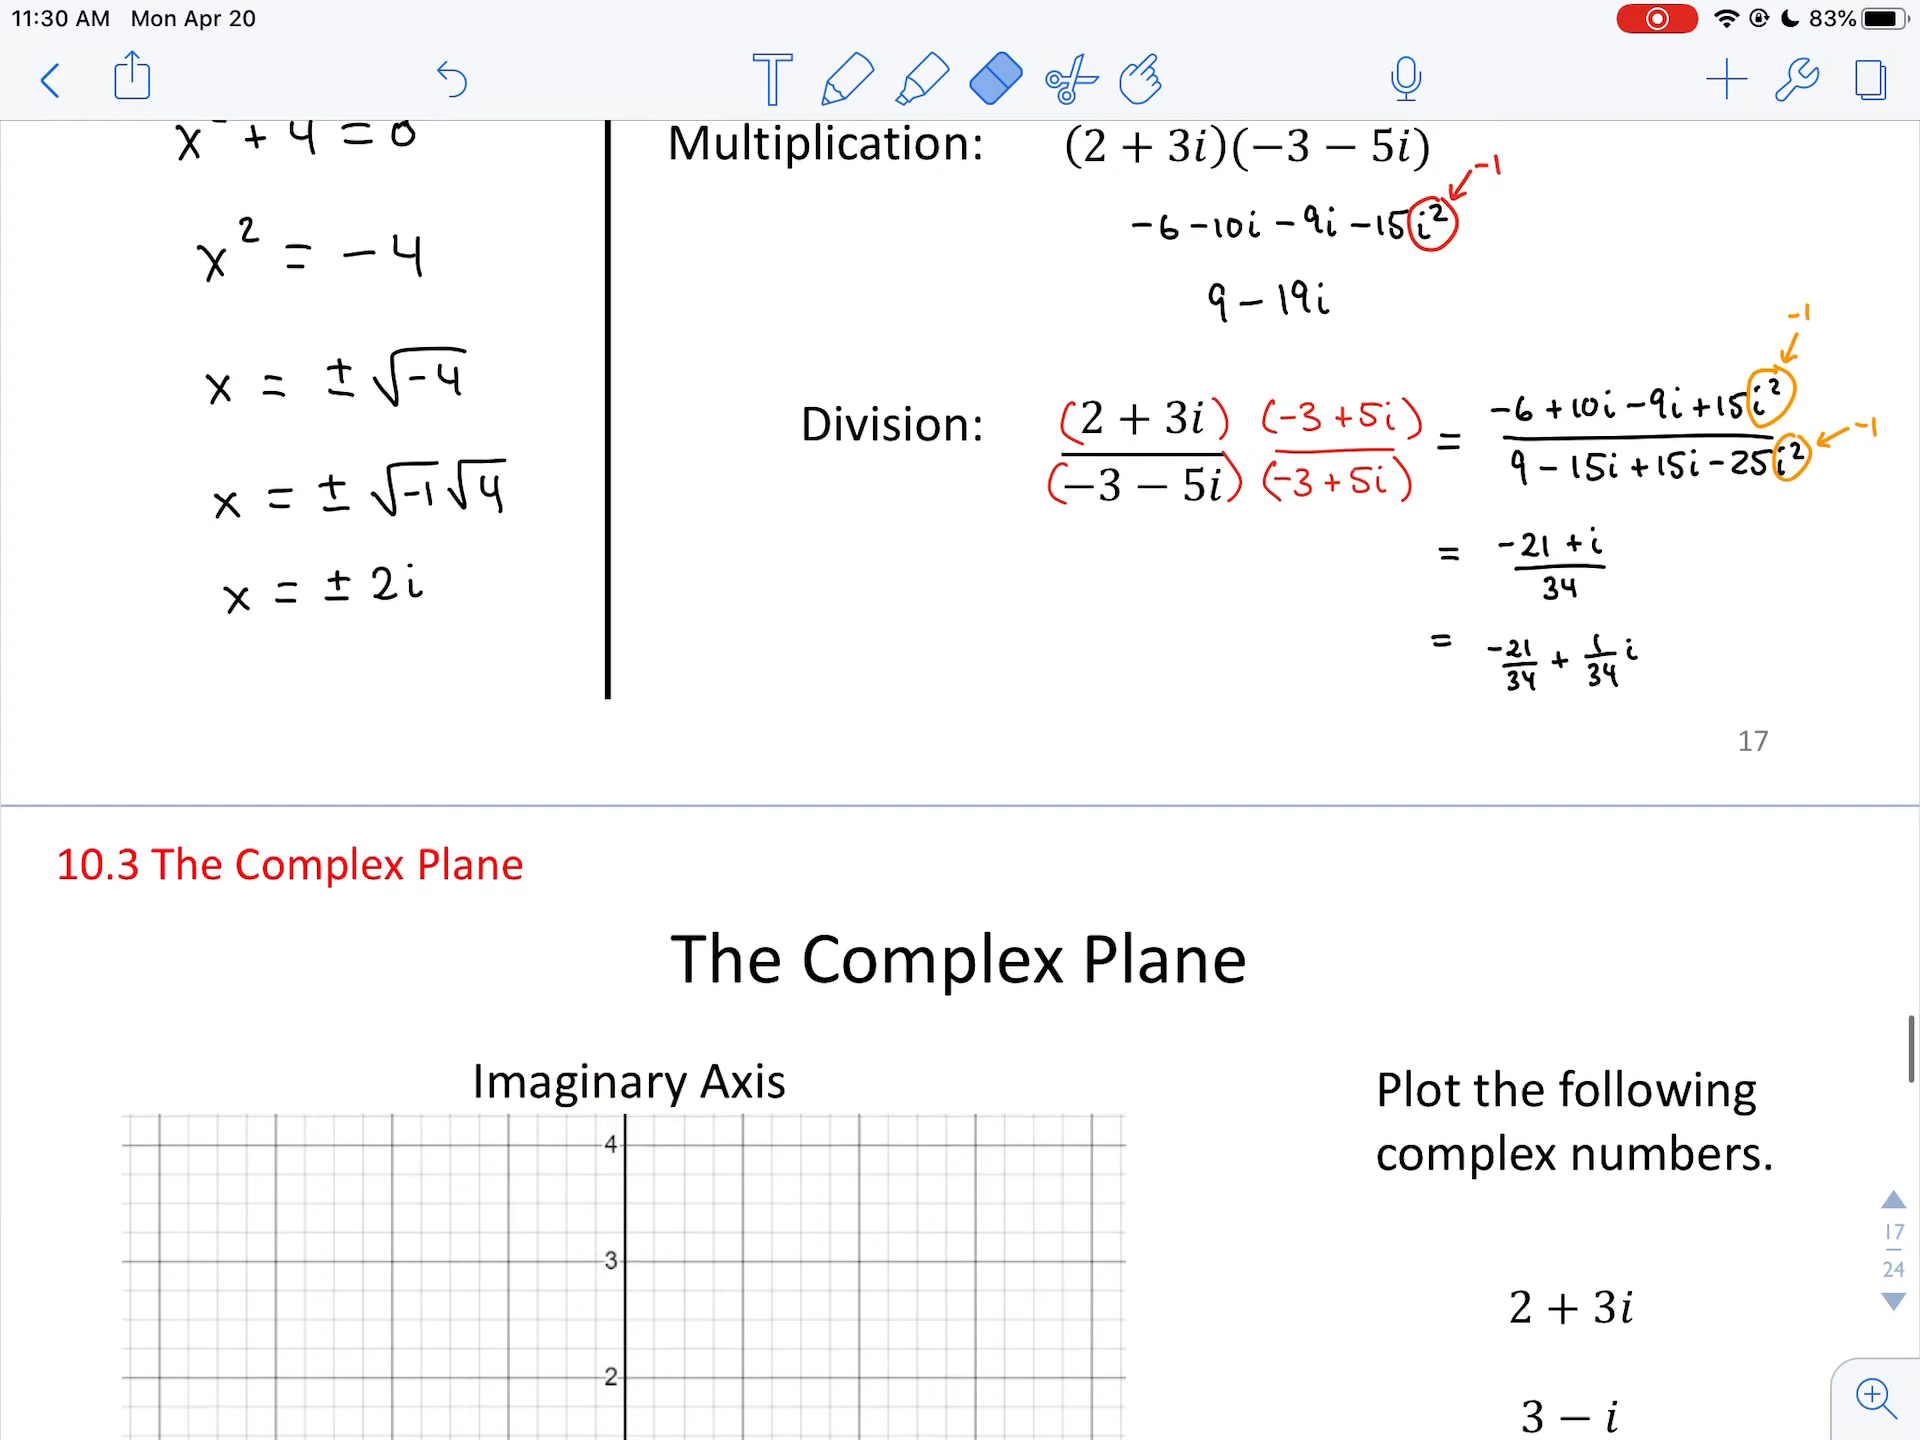 11:30 AM Mon Apr 20
83%
T
x² + 4 = 0
x² = -4
x = ± √-4
x = ± √-1 √4
x = ± 2i
Multiplication: (2 + 3i)(−3 − 5i)
-1
-6 -10i -9i -15i²
9 - 19i
Division: (2 + 3i) (-3 +5i) / (−3 − 5i) (-3 +5i) = -6 +10i -9i +15i² / 9 - 15i +15i -25i²
-1
-1
= -21 + i / 34
= -21/34 + 1/34 i
17
10.3 The Complex Plane
The Complex Plane
Imaginary Axis
4
3
2
Plot the following
complex numbers.
2 + 3i
3 − i
17
24